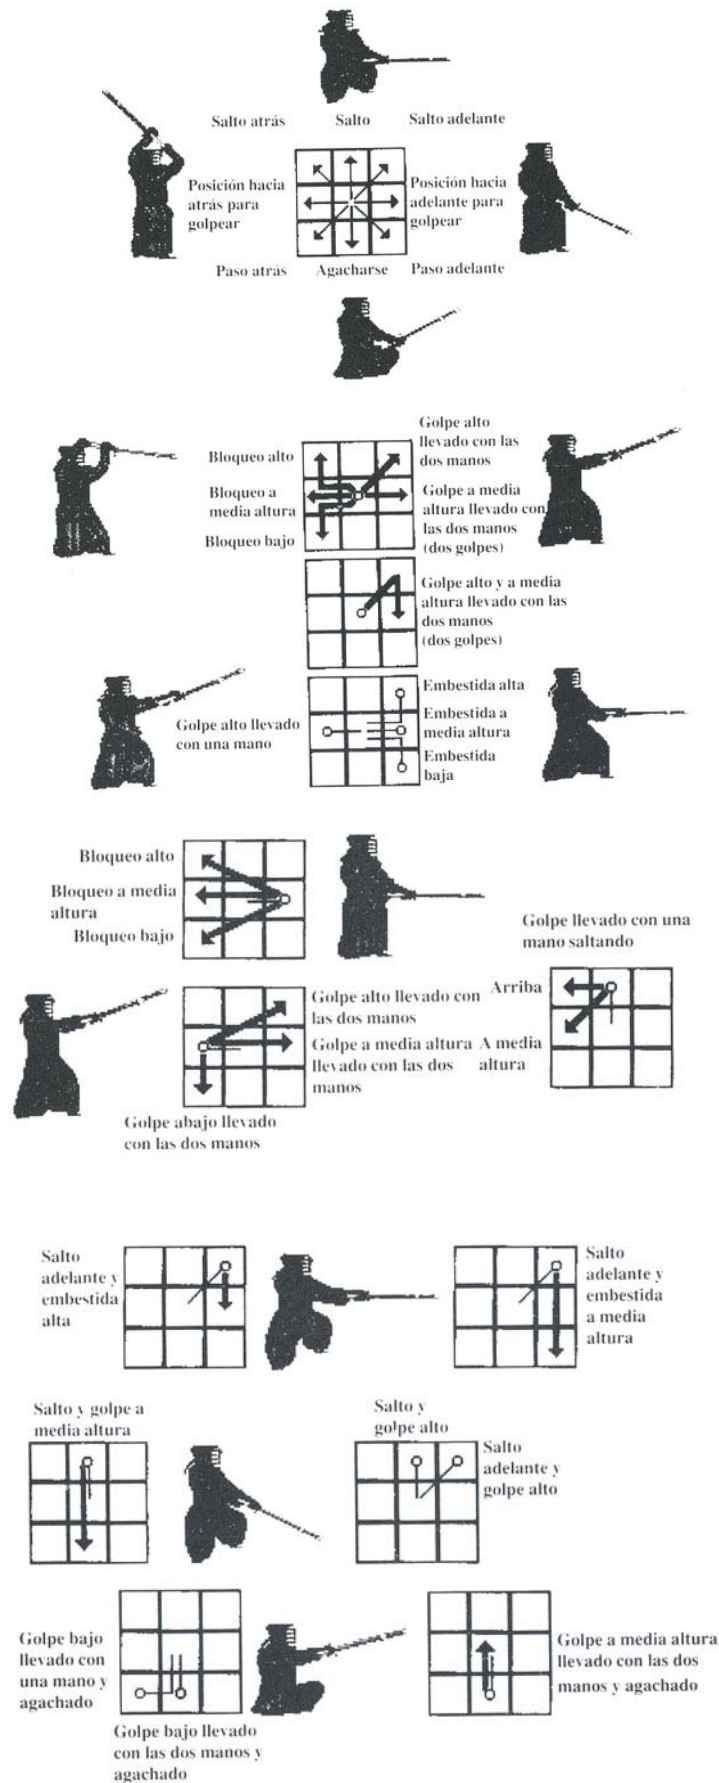 Salto atrás
Salto
Salto adelante
Posición hacia
atrás para
golpear
Posición hacia
adelante para
golpear
Paso atrás
Agacharse
Paso adelante
Bloqueo alto
Bloqueo a
media altura
Bloqueo bajo
Golpe alto
llevado con las
dos manos
Golpe a media
altura llevado con
las dos manos
(dos golpes)
Golpe alto y a media
altura llevado con las
dos manos
(dos golpes)
Golpe alto llevado
con una mano
Embestida alta
Embestida a
media altura
Embestida
baja
Bloqueo alto
Bloqueo a media
altura
Bloqueo bajo
Golpe llevado con una
mano saltando
Arriba
A media
altura
Golpe alto llevado con
las dos manos
Golpe a media altura
llevado con las dos
manos
Golpe abajo llevado
con las dos manos
Salto
adelante y
embestida
alta
Salto
adelante y
embestida
a media
altura
Salto y golpe a
media altura
Salto y
golpe alto
Salto
adelante y
golpe alto
Golpe bajo
llevado con
una mano y
agachado
Golpe bajo llevado
con las dos manos y
agachado
Golpe a media altura
llevado con las dos
manos y agachado